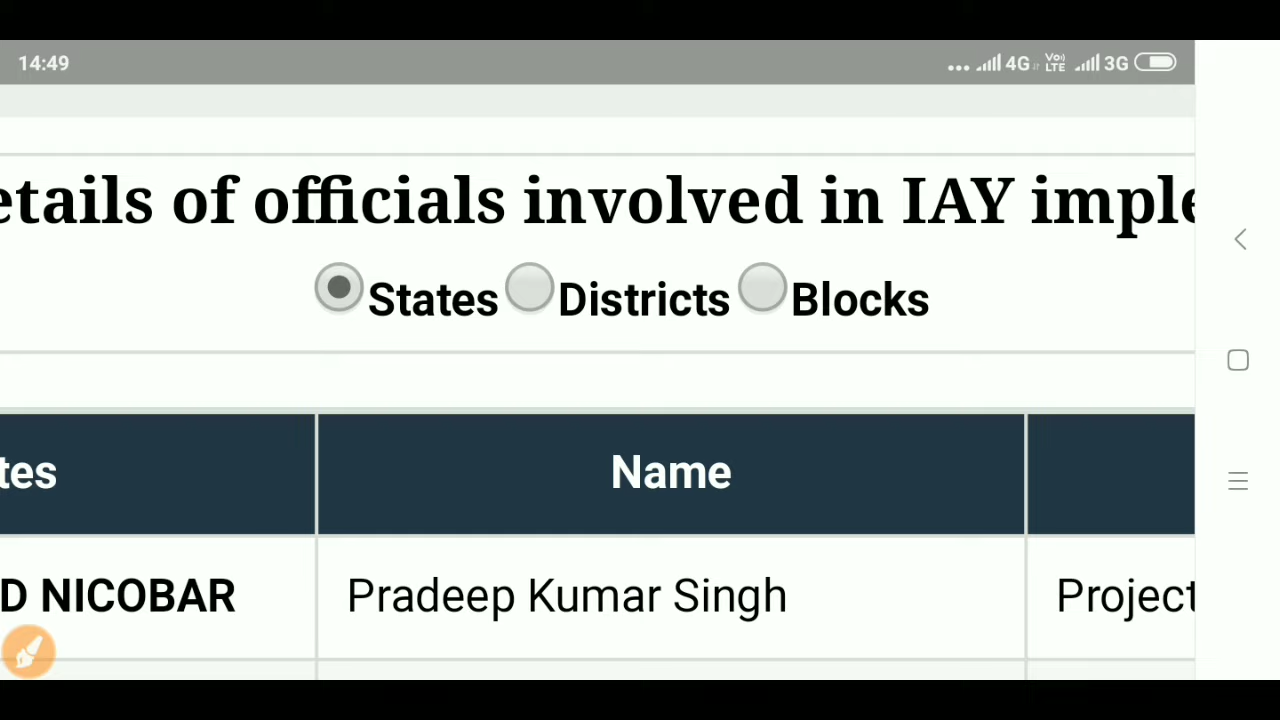 14:49 4G VoLTE 3G
etails of officials involved in IAY imple
States Districts Blocks
tes Name
D NICOBAR Pradeep Kumar Singh Project